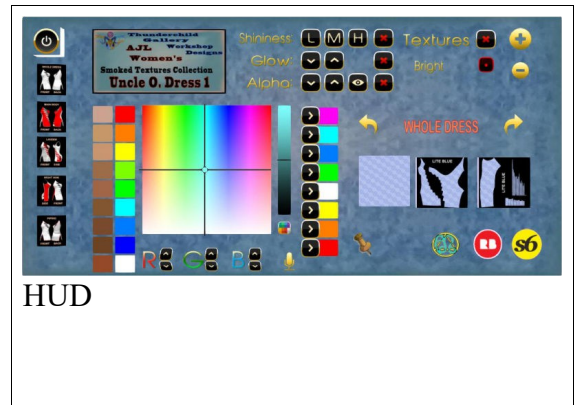 Thunderchild
Gallery
AJL Workshop
Designs
Women's
Smoked Textures Collection
Uncle O. Dress 1
Shininess: L M H
Glow:
Alpha:
Textures
Bright
WHOLE DRESS
LITE BLUE
LITE BLUE
R G B
RB
s6
HUD